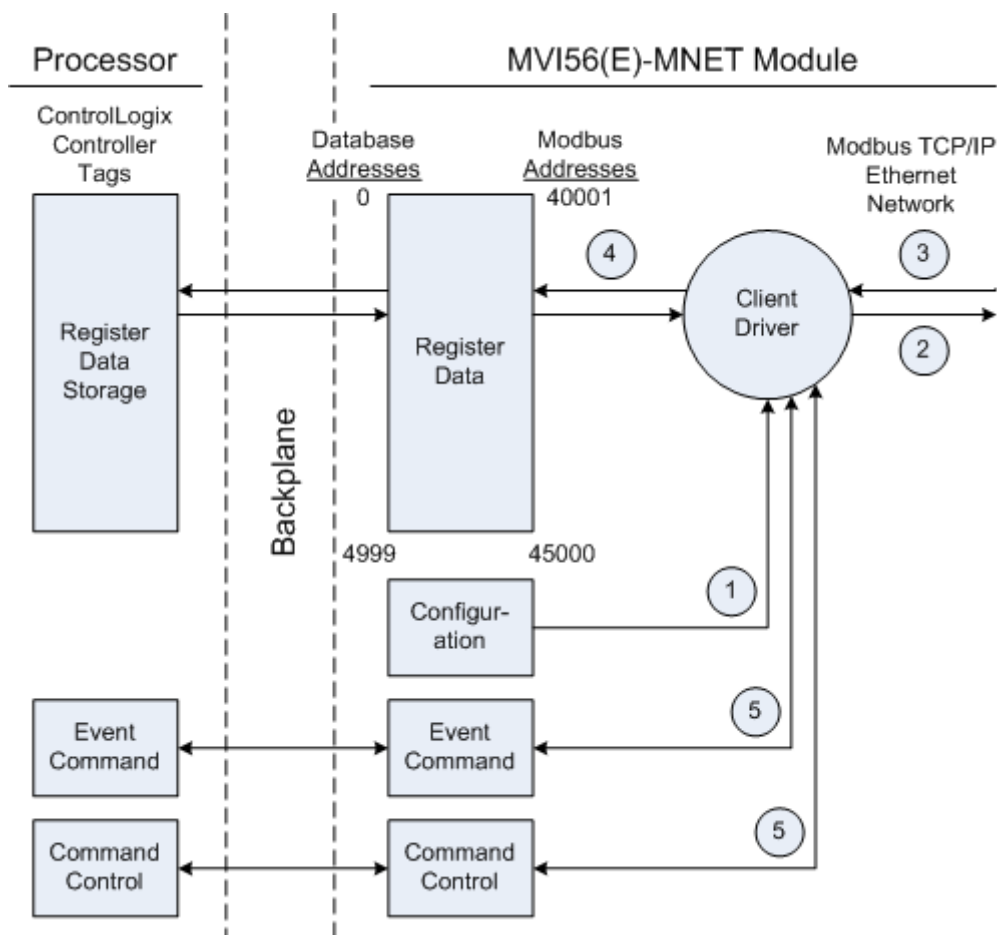 Processor
MVI56(E)-MNET Module
ControlLogix
Controller
Tags
Database
Addresses
0
Modbus
Addresses
40001
Modbus TCP/IP
Ethernet
Network
4
3
2
Client
Driver
Register
Data
Storage
Register
Data
Backplane
4999
45000
Configur-
ation
1
Event
Command
Event
Command
5
Command
Control
Command
Control
5